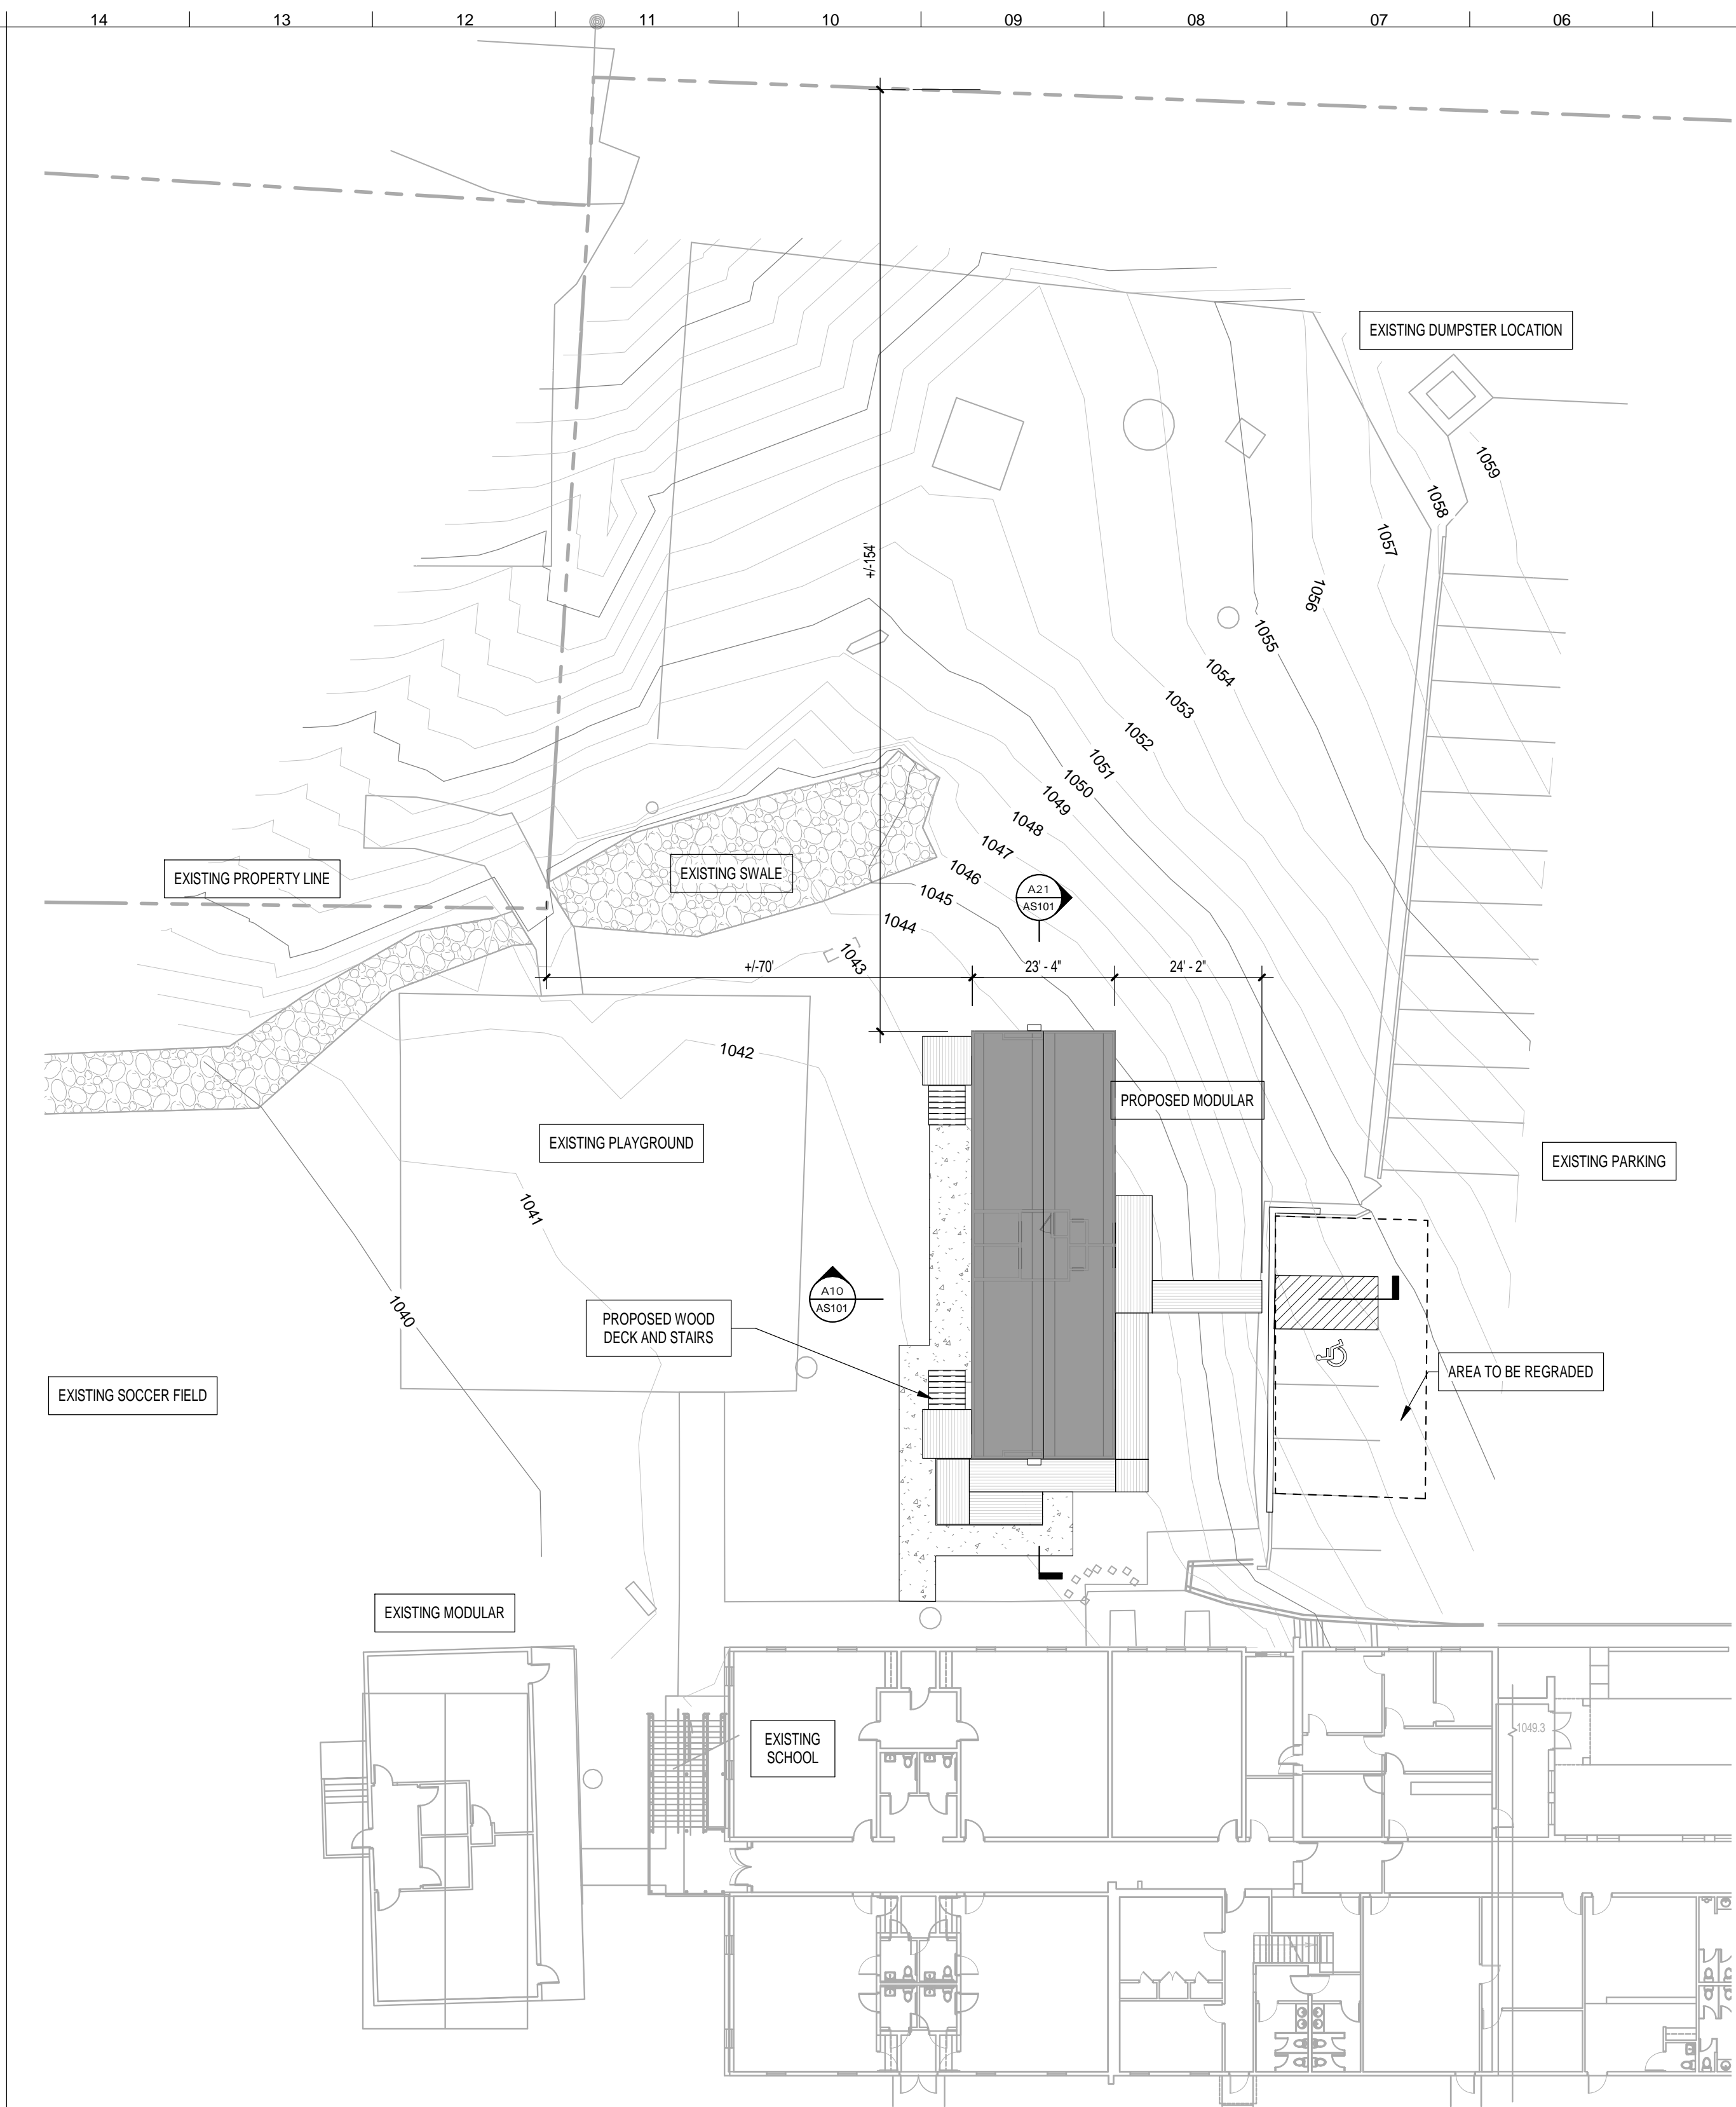 14 13 12 11 10 09 08 07 06
EXISTING DUMPSTER LOCATION
1059
1058
1057
+/-154'
1056
1055
1054
1053
1052
1051
1050
1049
1048
1047
EXISTING PROPERTY LINE
EXISTING SWALE
1046
A21
AS101
1045
1044
1043
+/-70'
23' - 4"
24' - 2"
1042
PROPOSED MODULAR
EXISTING PLAYGROUND
EXISTING PARKING
1041
A10
AS101
1040
PROPOSED WOOD
DECK AND STAIRS
AREA TO BE REGRADED
EXISTING SOCCER FIELD
EXISTING MODULAR
1049.3
EXISTING
SCHOOL